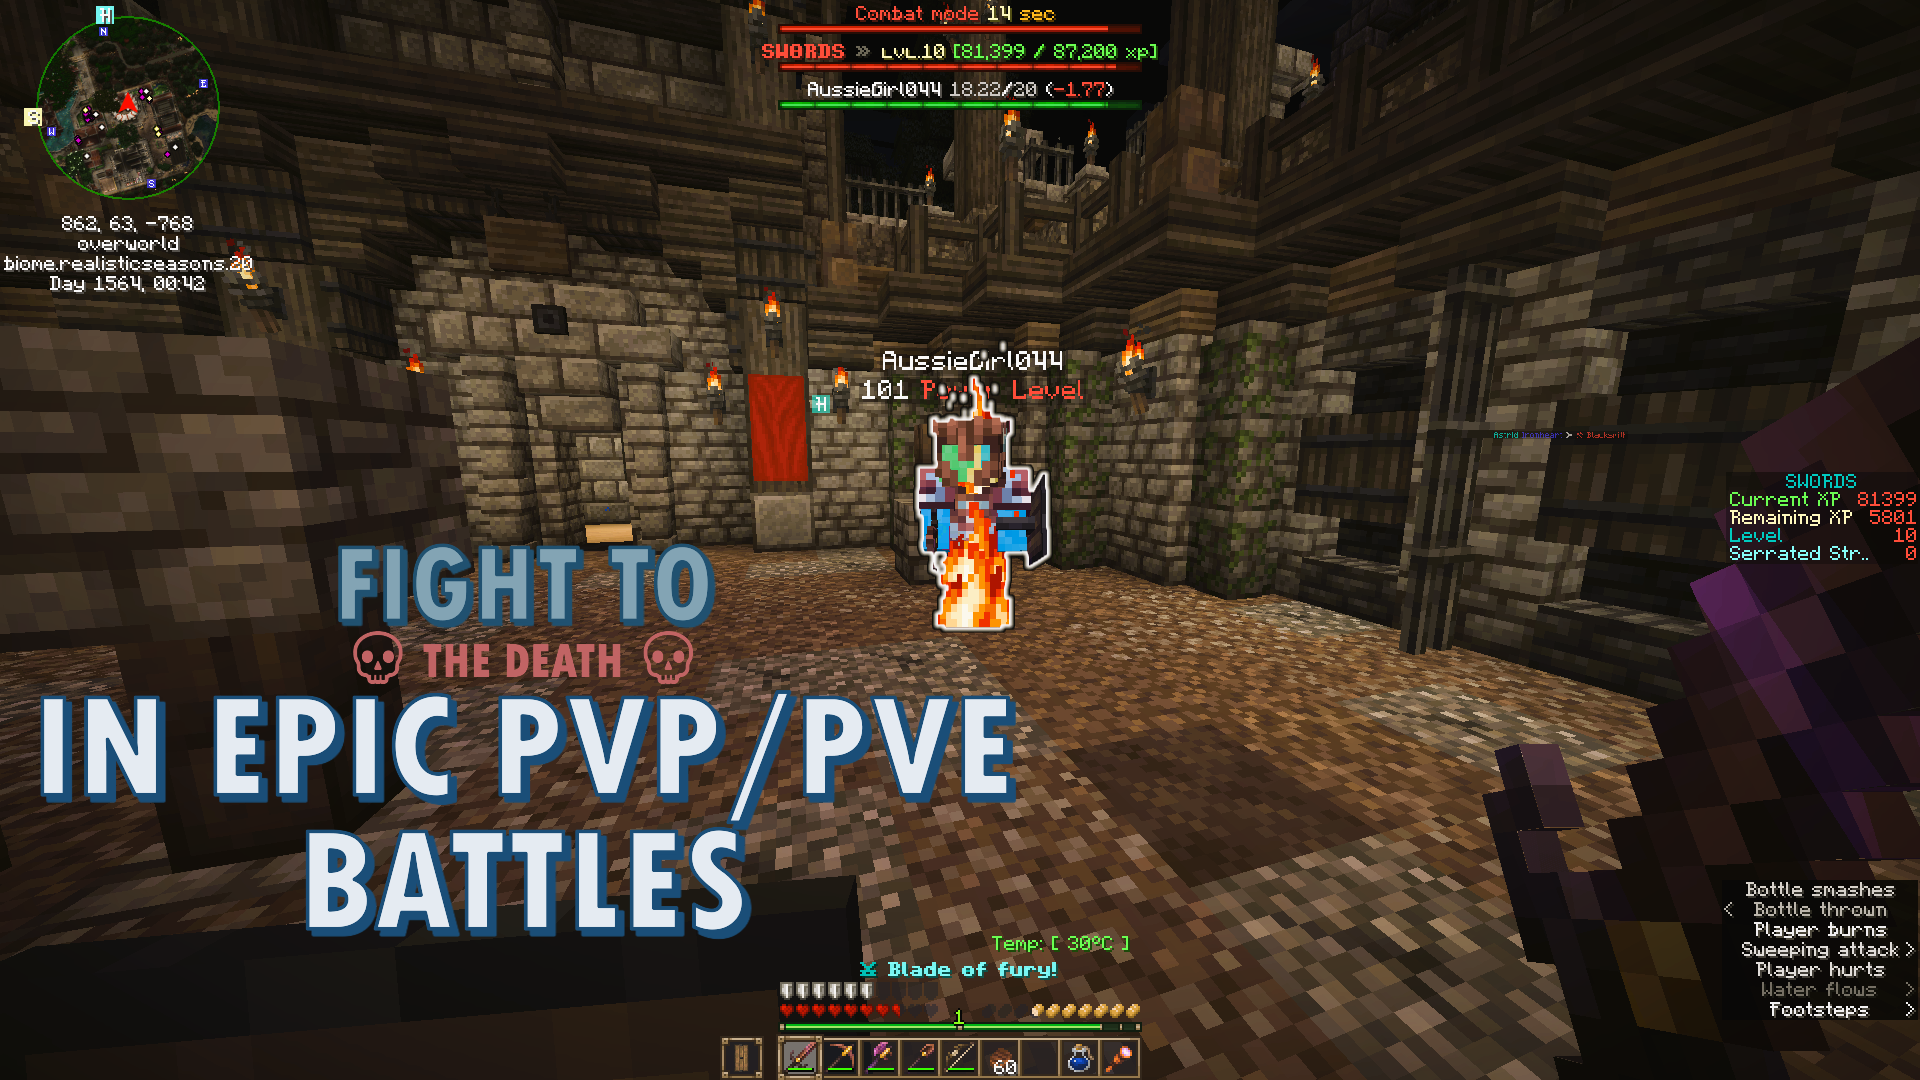 H
N
E
W
S
862, 63, -768
overworld
biome.realisticseasons.20
Day 1564, 00:42
Combat mode 14 sec
SWORDS » LVL.10 [81,399 / 87,200 xp]
AussieGirl044 18.22/20 (-1.77)
AussieGirl044
101 Level
H
Astrid
SWORDS
Current XP 81399
Remaining XP 5801
Level 10
Serrated Str.. 0
FIGHT TO
THE DEATH
IN EPIC PVP/PVE
BATTLES
Bottle smashes
< Bottle thrown
Player burns
Sweeping attack >
Player hurts
Water flows >
Footsteps >
Temp: [ 30°C ]
Blade of fury!
1
60